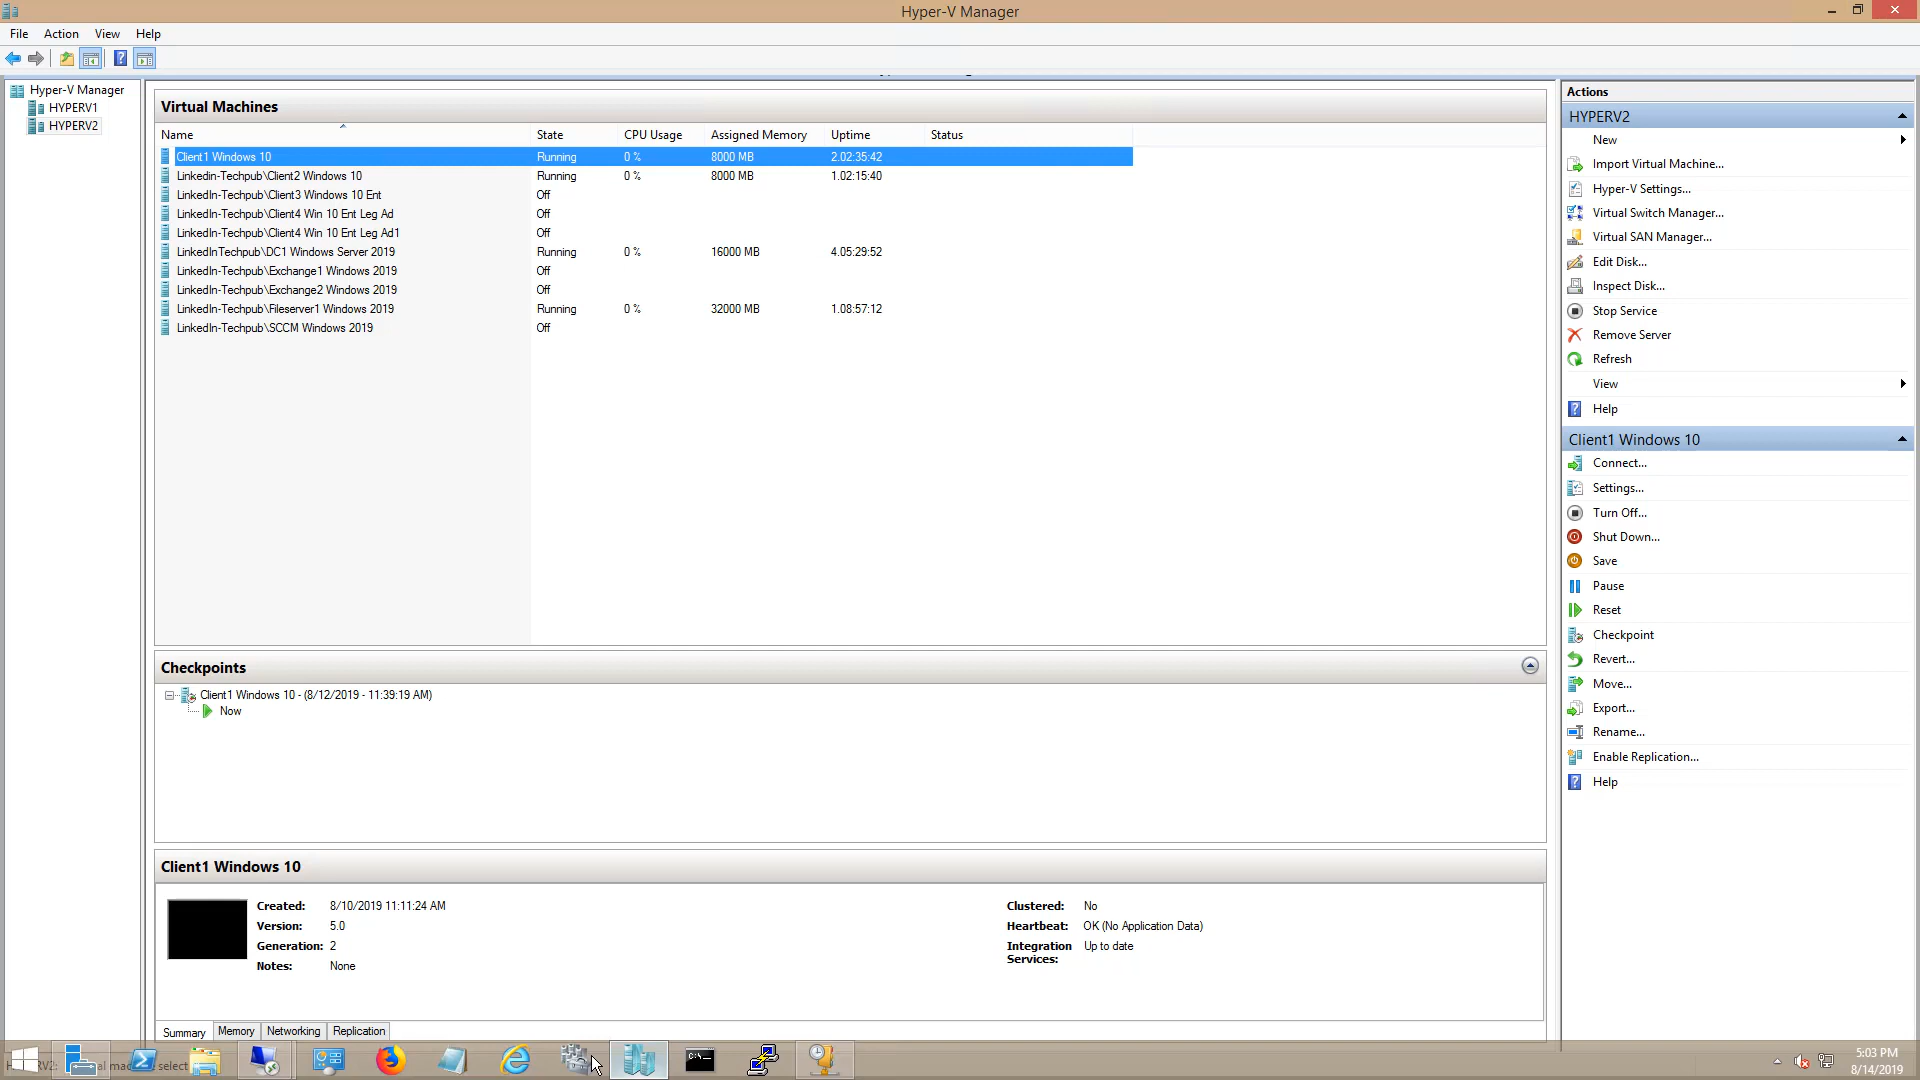 Hyper-V Manager
File Action View Help
Hyper-V Manager
HYPERV1
HYPERV2
Virtual Machines
Name State CPU Usage Assigned Memory Uptime Status
Client1 Windows 10 Running 0 % 8000 MB 2.02:35:42
Linkedin-Techpub\Client2 Windows 10 Running 0 % 8000 MB 1.02:15:40
LinkedIn-Techpub\Client3 Windows 10 Ent Off
LinkedIn-Techpub\Client4 Win 10 Ent Leg Ad Off
LinkedIn-Techpub\Client4 Win 10 Ent Leg Ad1 Off
LinkedInTechpub\DC1 Windows Server 2019 Running 0 % 16000 MB 4.05:29:52
LinkedIn-Techpub\Exchange1 Windows 2019 Off
LinkedIn-Techpub\Exchange2 Windows 2019 Off
LinkedIn-Techpub\Fileserver1 Windows 2019 Running 0 % 32000 MB 1.08:57:12
LinkedIn-Techpub\SCCM Windows 2019 Off
Checkpoints
Client1 Windows 10 - (8/12/2019 - 11:39:19 AM)
Now
Client1 Windows 10
Created: 8/10/2019 11:11:24 AM Clustered: No
Version: 5.0 Heartbeat: OK (No Application Data)
Generation: 2 Integration Services: Up to date
Notes: None
Summary Memory Networking Replication
Actions
HYPERV2
New
Import Virtual Machine...
Hyper-V Settings...
Virtual Switch Manager...
Virtual SAN Manager...
Edit Disk...
Inspect Disk...
Stop Service
Remove Server
Refresh
View
Help
Client1 Windows 10
Connect...
Settings...
Turn Off...
Shut Down...
Save
Pause
Reset
Checkpoint
Revert...
Move...
Export...
Rename...
Enable Replication...
Help
select
C:\_
5:03 PM
8/14/2019